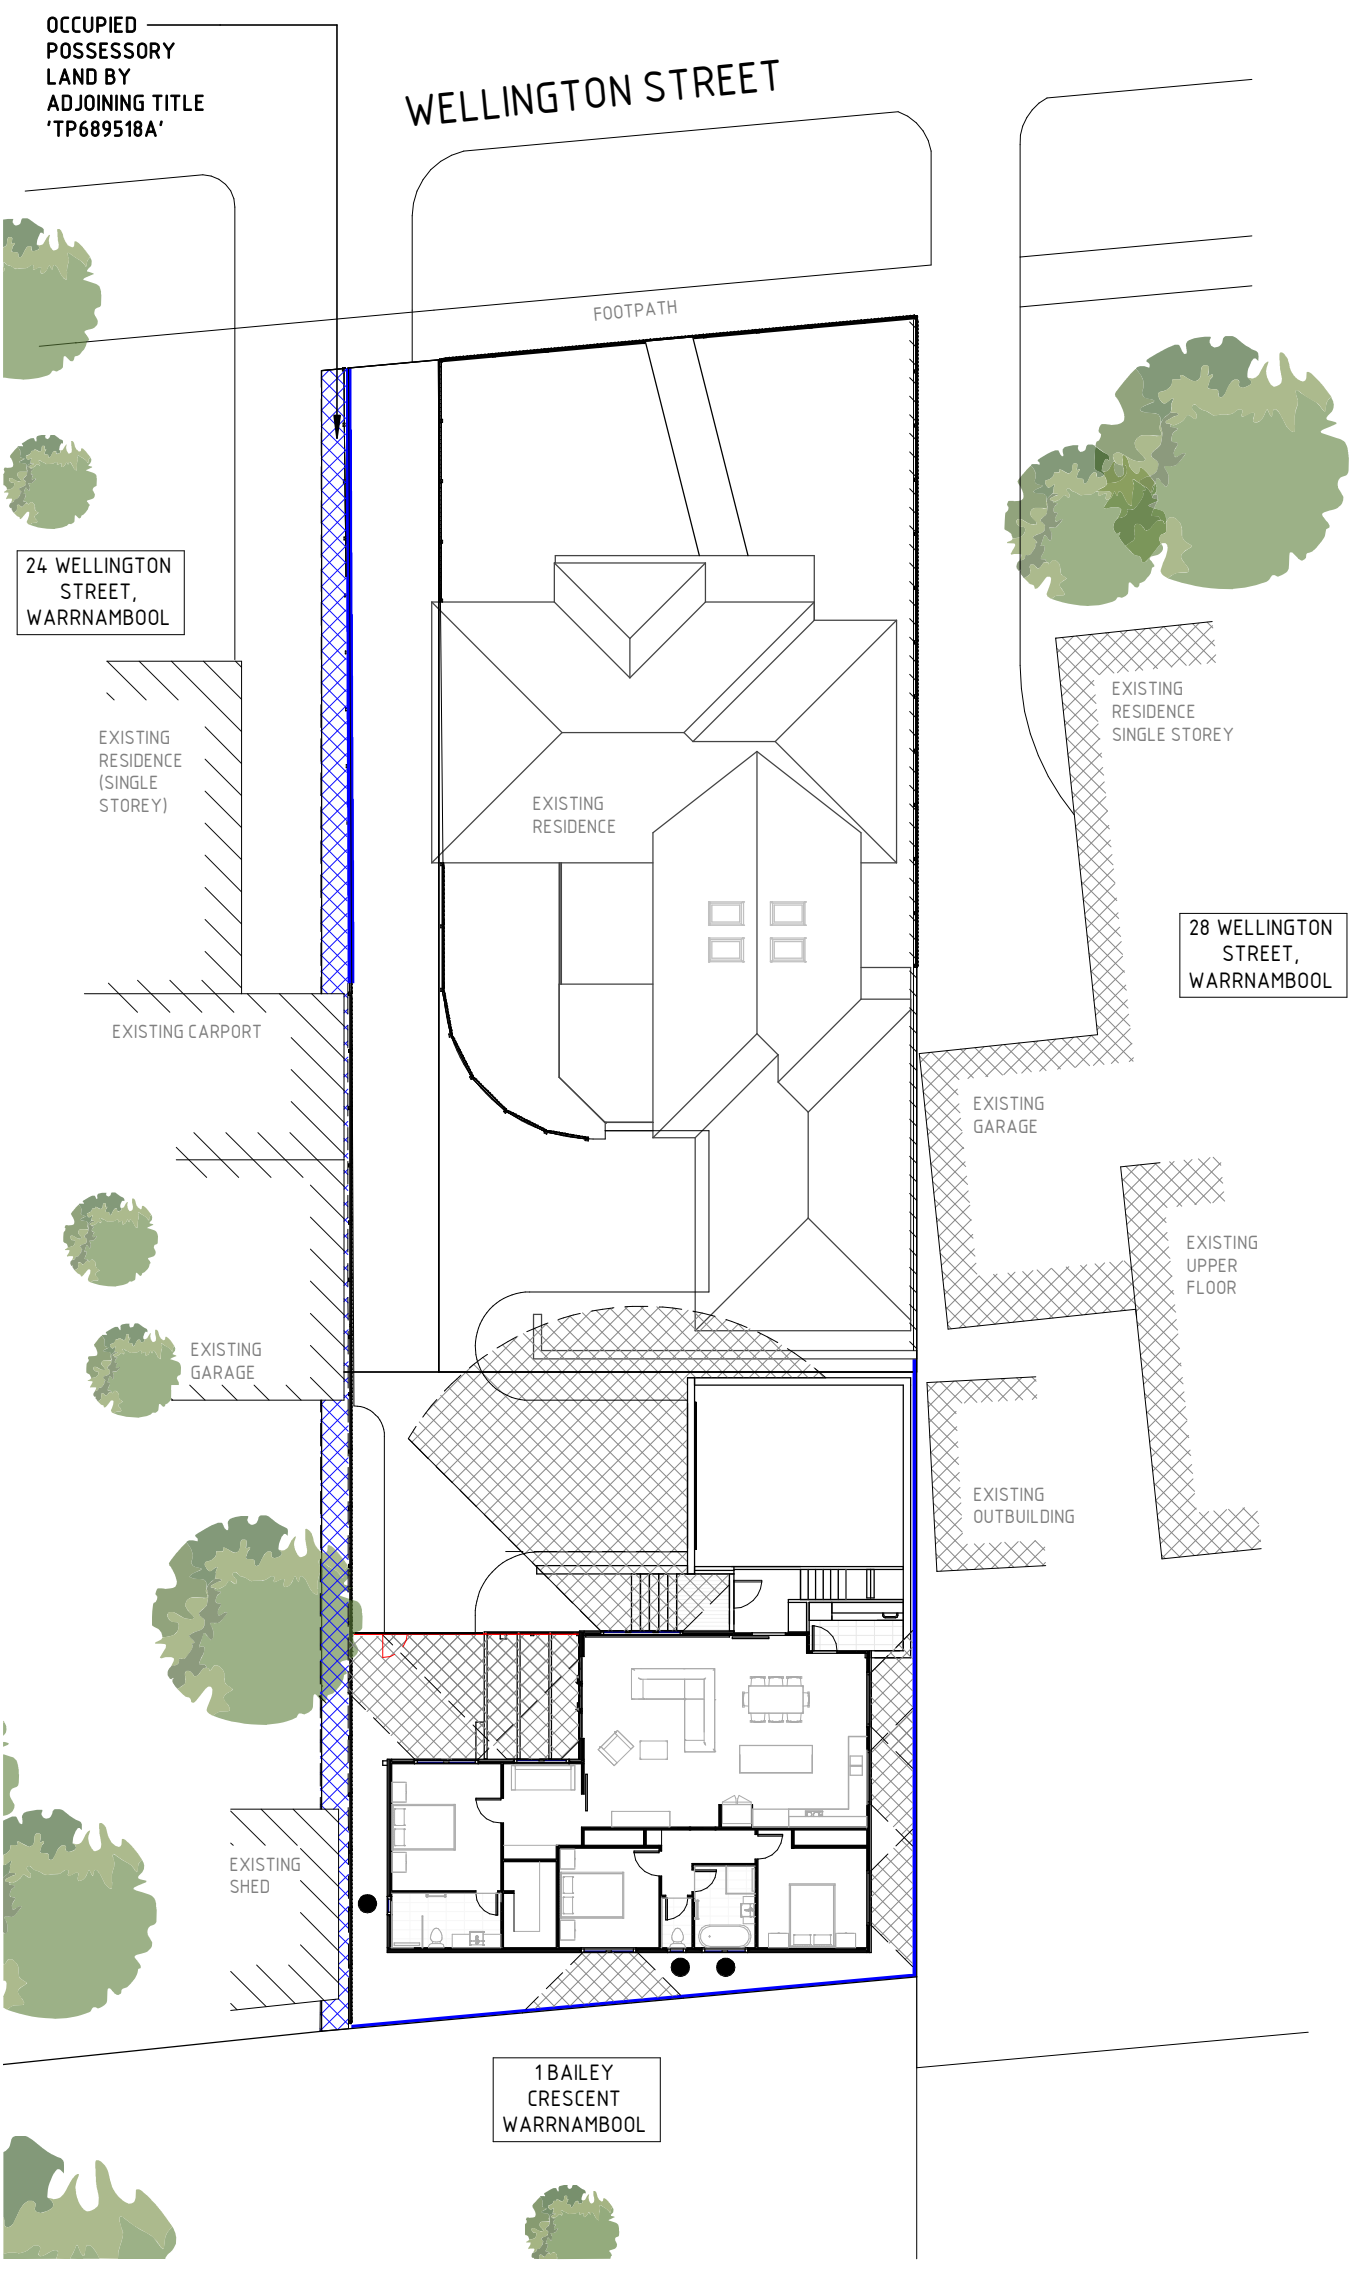 OCCUPIED
POSSESSORY
LAND BY
ADJOINING TITLE
'TP689518A'
WELLINGTON STREET
FOOTPATH
24 WELLINGTON
STREET,
WARRNAMBOOL
EXISTING
RESIDENCE
SINGLE STOREY
EXISTING
RESIDENCE
(SINGLE
STOREY)
EXISTING
RESIDENCE
28 WELLINGTON
STREET,
WARRNAMBOOL
EXISTING CARPORT
EXISTING
GARAGE
EXISTING
UPPER
FLOOR
EXISTING
GARAGE
EXISTING
OUTBUILDING
EXISTING
SHED
1 BAILEY
CRESCENT
WARRNAMBOOL